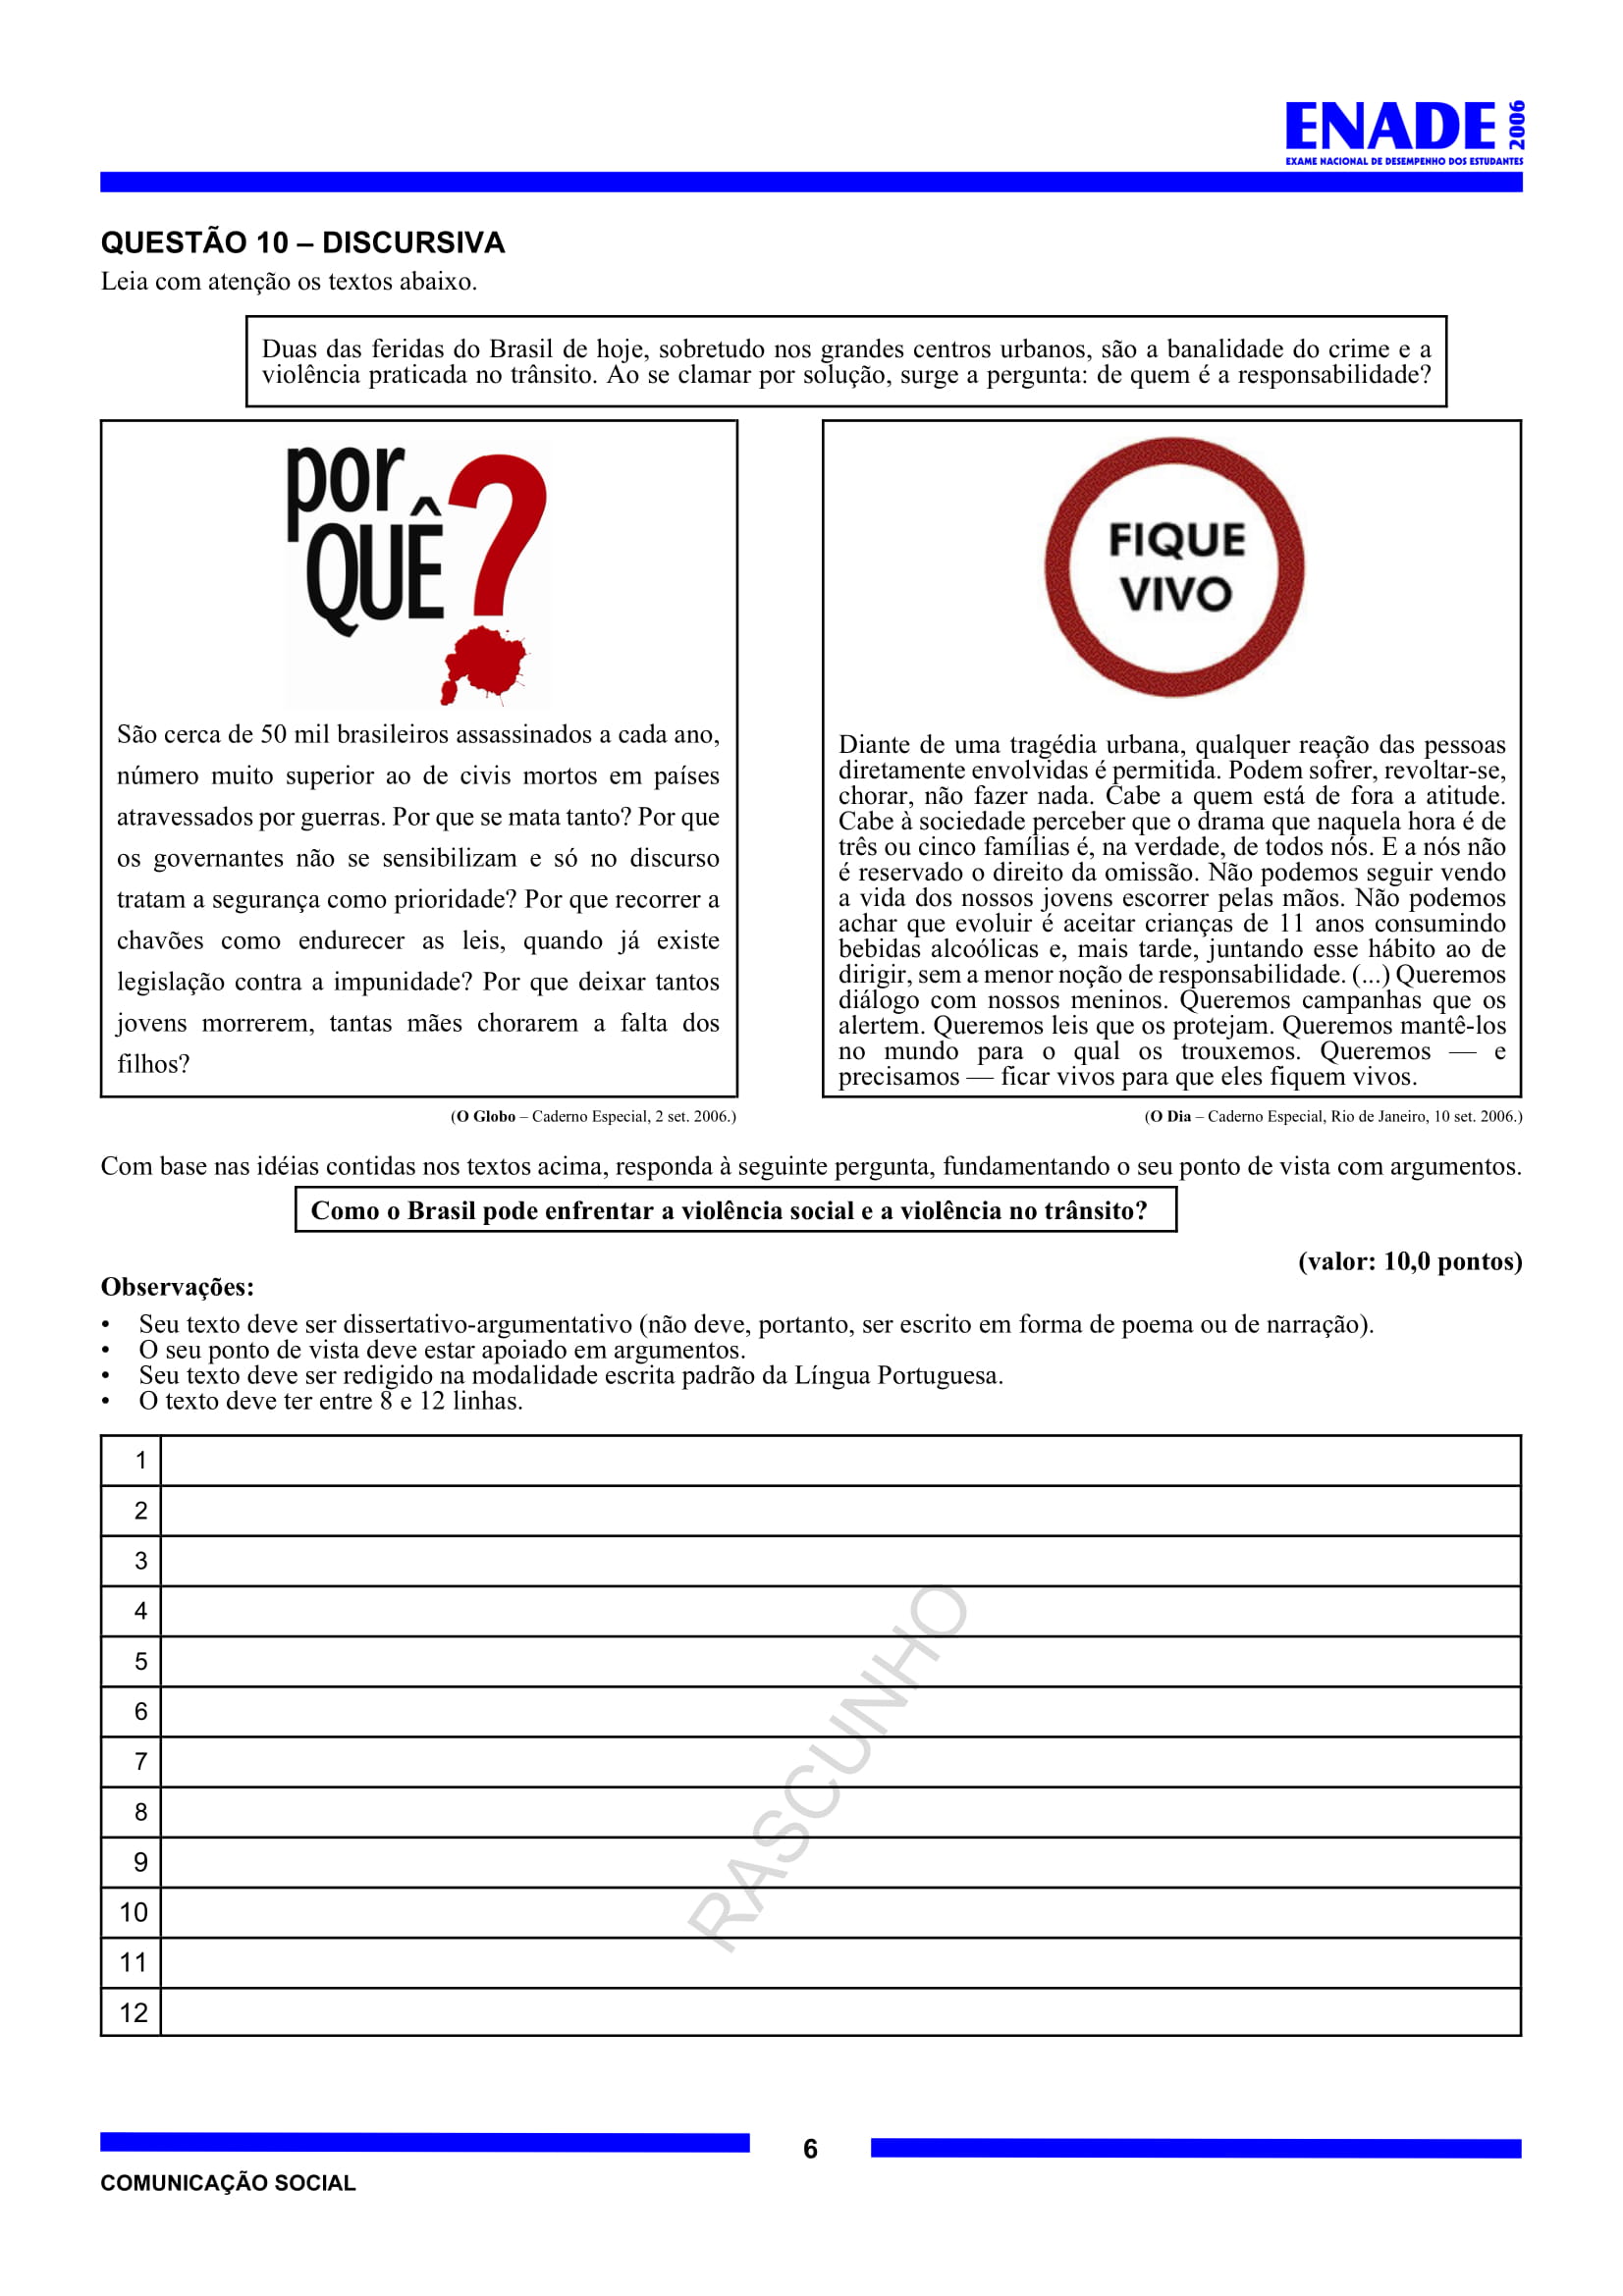 ENADE 2006
EXAME NACIONAL DE DESEMPENHO DOS ESTUDANTES
QUESTÃO 10 – DISCURSIVA
Leia com atenção os textos abaixo.
Duas das feridas do Brasil de hoje, sobretudo nos grandes centros urbanos, são a banalidade do crime e a
violência praticada no trânsito. Ao se clamar por solução, surge a pergunta: de quem é a responsabilidade?
por
QUÊ?
São cerca de 50 mil brasileiros assassinados a cada ano,
número muito superior ao de civis mortos em países
atravessados por guerras. Por que se mata tanto? Por que
os governantes não se sensibilizam e só no discurso
tratam a segurança como prioridade? Por que recorrer a
chavões como endurecer as leis, quando já existe
legislação contra a impunidade? Por que deixar tantos
jovens morrerem, tantas mães chorarem a falta dos
filhos?
(O Globo – Caderno Especial, 2 set. 2006.)
FIQUE
VIVO
Diante de uma tragédia urbana, qualquer reação das pessoas
diretamente envolvidas é permitida. Podem sofrer, revoltar-se,
chorar, não fazer nada. Cabe a quem está de fora a atitude.
Cabe à sociedade perceber que o drama que naquela hora é de
três ou cinco famílias é, na verdade, de todos nós. E a nós não
é reservado o direito da omissão. Não podemos seguir vendo
a vida dos nossos jovens escorrer pelas mãos. Não podemos
achar que evoluir é aceitar crianças de 11 anos consumindo
bebidas alcoólicas e, mais tarde, juntando esse hábito ao de
dirigir, sem a menor noção de responsabilidade. (...) Queremos
diálogo com nossos meninos. Queremos campanhas que os
alertem. Queremos leis que os protejam. Queremos mantê-los
no mundo para o qual os trouxemos. Queremos — e
precisamos — ficar vivos para que eles fiquem vivos.
(O Dia – Caderno Especial, Rio de Janeiro, 10 set. 2006.)
Com base nas idéias contidas nos textos acima, responda à seguinte pergunta, fundamentando o seu ponto de vista com argumentos.
Como o Brasil pode enfrentar a violência social e a violência no trânsito?
(valor: 10,0 pontos)
Observações:
• Seu texto deve ser dissertativo-argumentativo (não deve, portanto, ser escrito em forma de poema ou de narração).
• O seu ponto de vista deve estar apoiado em argumentos.
• Seu texto deve ser redigido na modalidade escrita padrão da Língua Portuguesa.
• O texto deve ter entre 8 e 12 linhas.
1
2
3
4
5
6
7
8
9
10
11
12
RASCUNHO
6
COMUNICAÇÃO SOCIAL